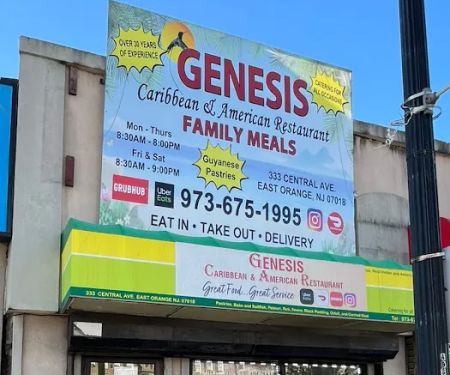 OVER 30 YEARS
OF EXPERIENCE
GENESIS
CATERING FOR
ALL OCCASIONS
Caribbean & American Restaurant
FAMILY MEALS
Mon - Thurs
8:30AM - 8:00PM
Fri & Sat
8:30AM - 9:00PM
Guyanese
Pastries
333 CENTRAL AVE.
EAST ORANGE, NJ 07018
GRUBHUB
Uber
Eats
973-675-1995
EAT IN • TAKE OUT • DELIVERY
GENESIS
CARIBBEAN & AMERICAN RESTAURANT
Great Food...Great Service
333 CENTRAL AVE. EAST ORANGE NJ 07018